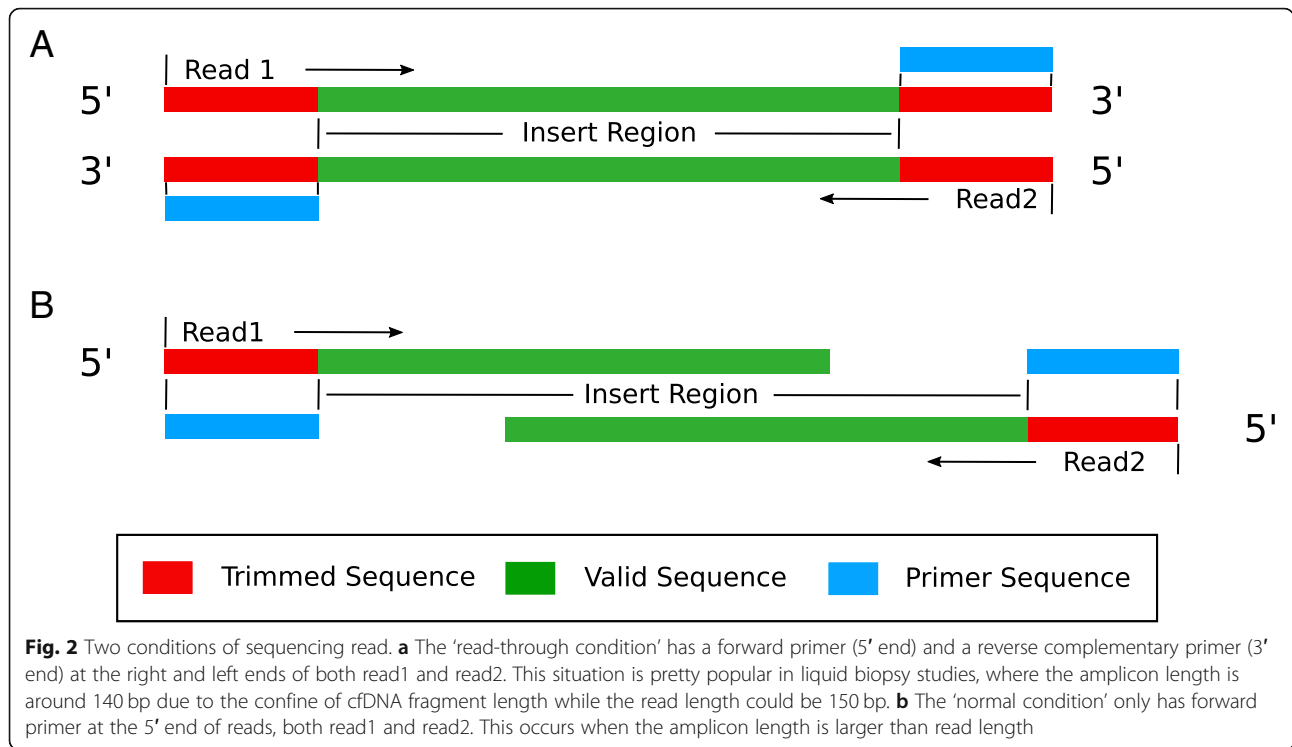 A
Read 1
5'
3'
Insert Region
3'
5'
Read2
B
Read1
5'
Insert Region
5'
Read2
Trimmed Sequence Valid Sequence Primer Sequence
Fig. 2 Two conditions of sequencing read. a The ‘read-through condition’ has a forward primer (5′ end) and a reverse complementary primer (3′
end) at the right and left ends of both read1 and read2. This situation is pretty popular in liquid biopsy studies, where the amplicon length is
around 140 bp due to the confine of cfDNA fragment length while the read length could be 150 bp. b The ‘normal condition’ only has forward
primer at the 5′ end of reads, both read1 and read2. This occurs when the amplicon length is larger than read length